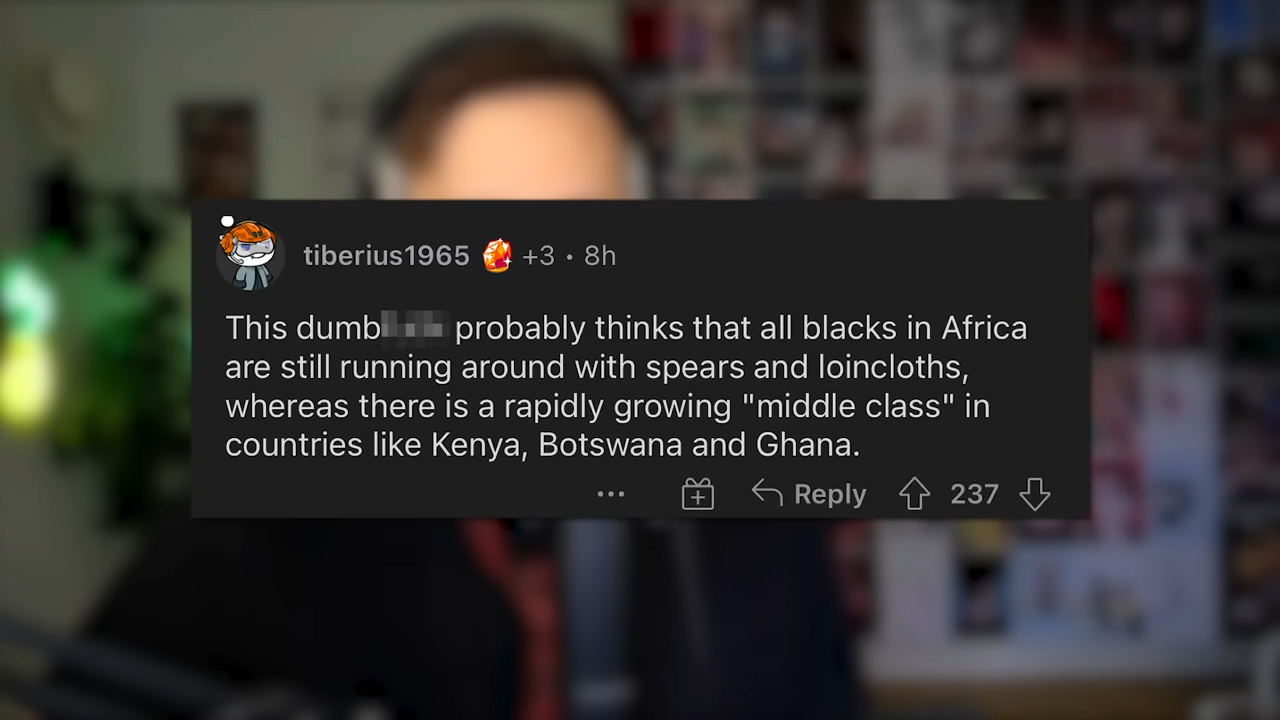 tiberius1965 +3 • 8h
This dumb probably thinks that all blacks in Africa
are still running around with spears and loincloths,
whereas there is a rapidly growing "middle class" in
countries like Kenya, Botswana and Ghana.
... Reply 237